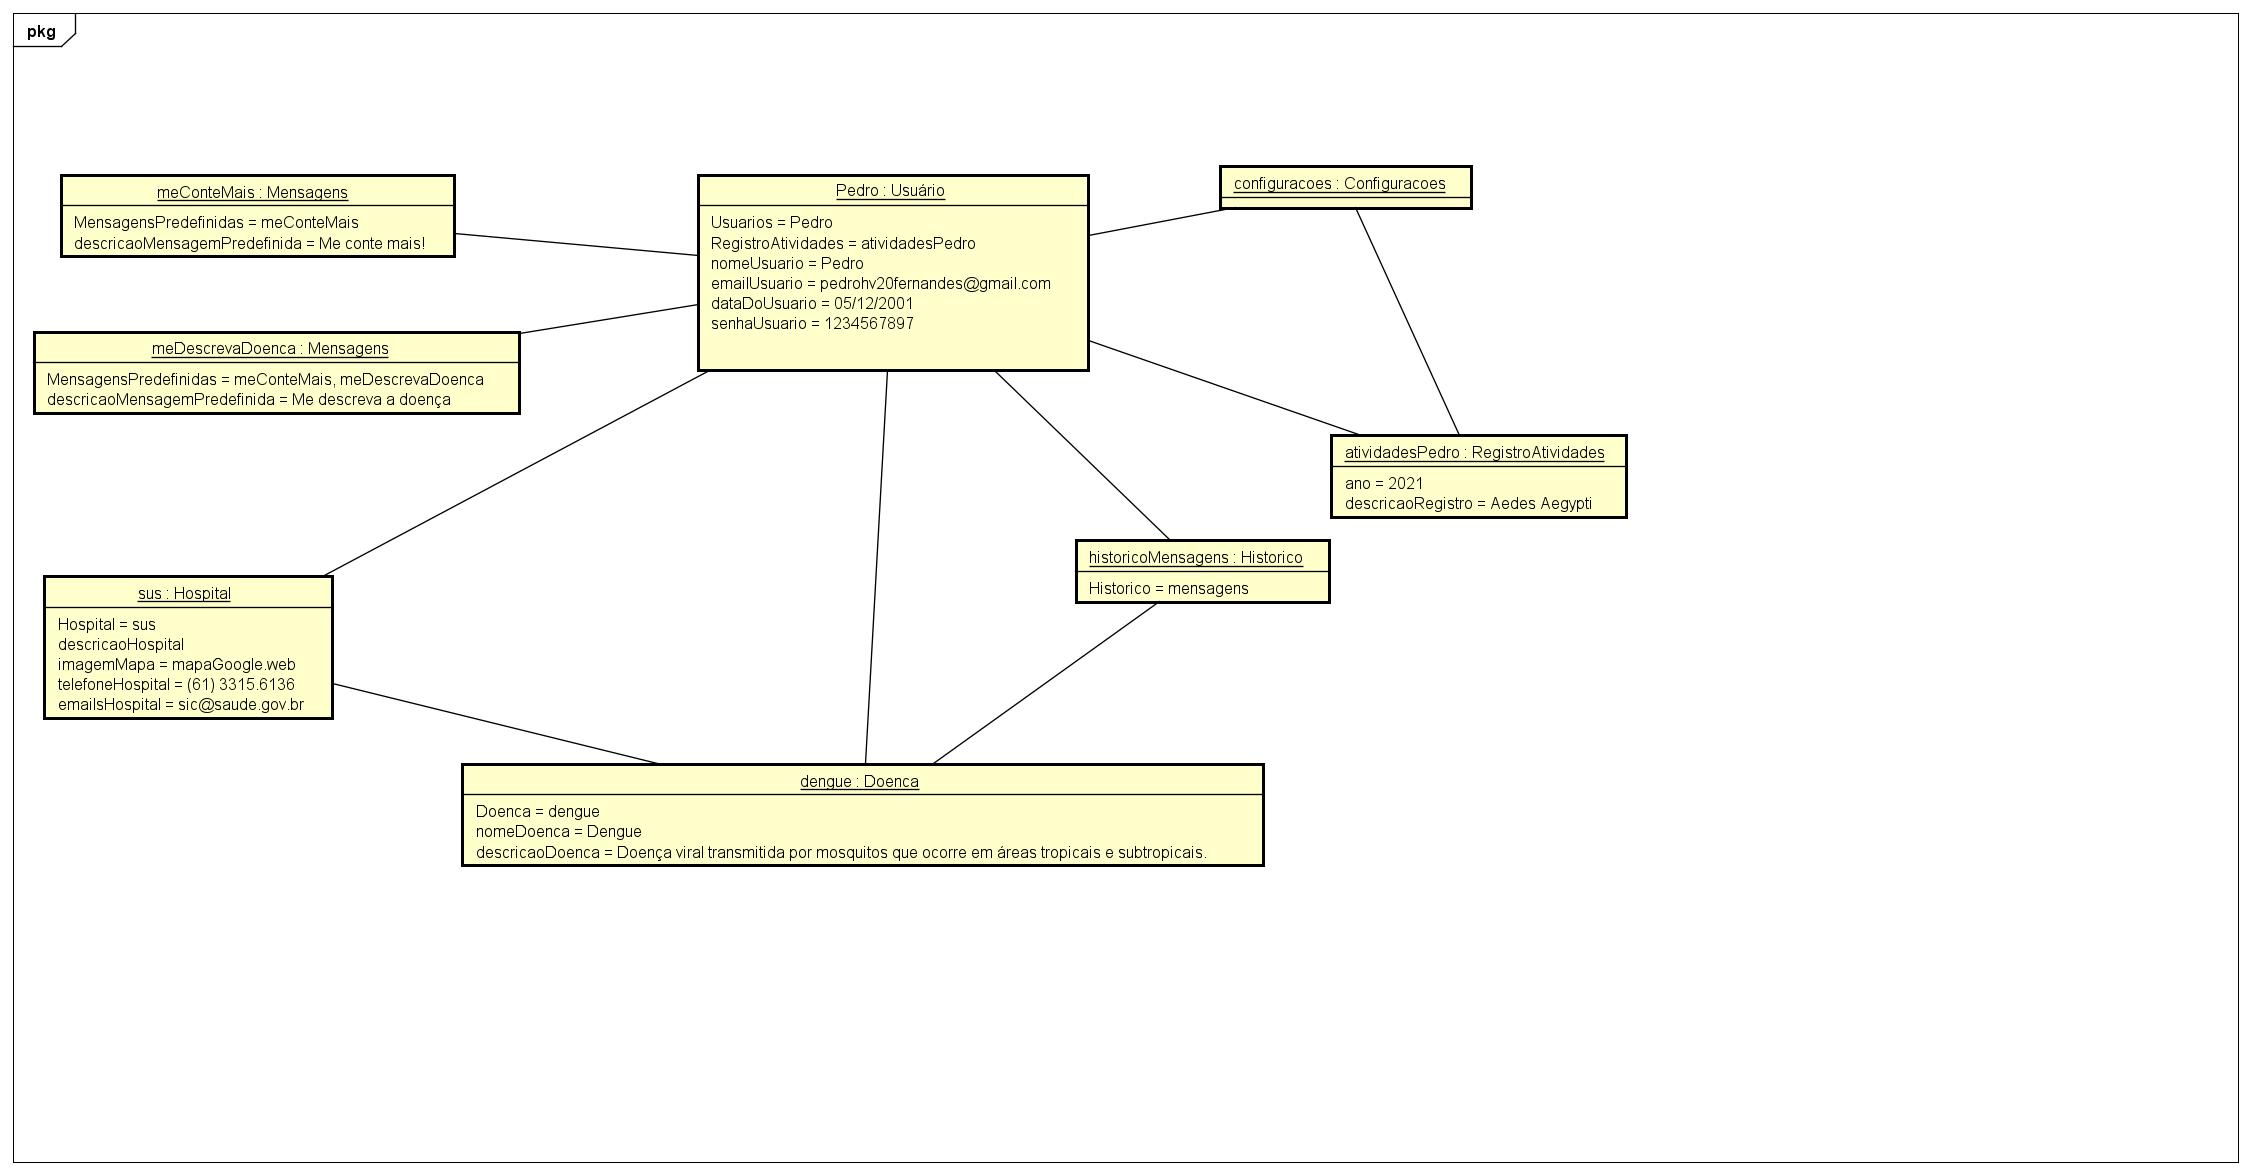 pkg
meConteMais : Mensagens
MensagensPredefinidas = meConteMais
descricaoMensagemPredefinida = Me conte mais!
Pedro : Usuário
Usuarios = Pedro
RegistroAtividades = atividadesPedro
nomeUsuario = Pedro
emailUsuario = pedrohv20fernandes@gmail.com
dataDoUsuario = 05/12/2001
senhaUsuario = 1234567897
configuracoes : Configuracoes
meDescrevaDoenca : Mensagens
MensagensPredefinidas = meConteMais, meDescrevaDoenca
descricaoMensagemPredefinida = Me descreva a doença
atividadesPedro : RegistroAtividades
ano = 2021
descricaoRegistro = Aedes Aegypti
historicoMensagens : Historico
Historico = mensagens
sus : Hospital
Hospital = sus
descricaoHospital
imagemMapa = mapaGoogle.web
telefoneHospital = (61) 3315.6136
emailsHospital = sic@saude.gov.br
dengue : Doenca
Doenca = dengue
nomeDoenca = Dengue
descricaoDoenca = Doença viral transmitida por mosquitos que ocorre em áreas tropicais e subtropicais.